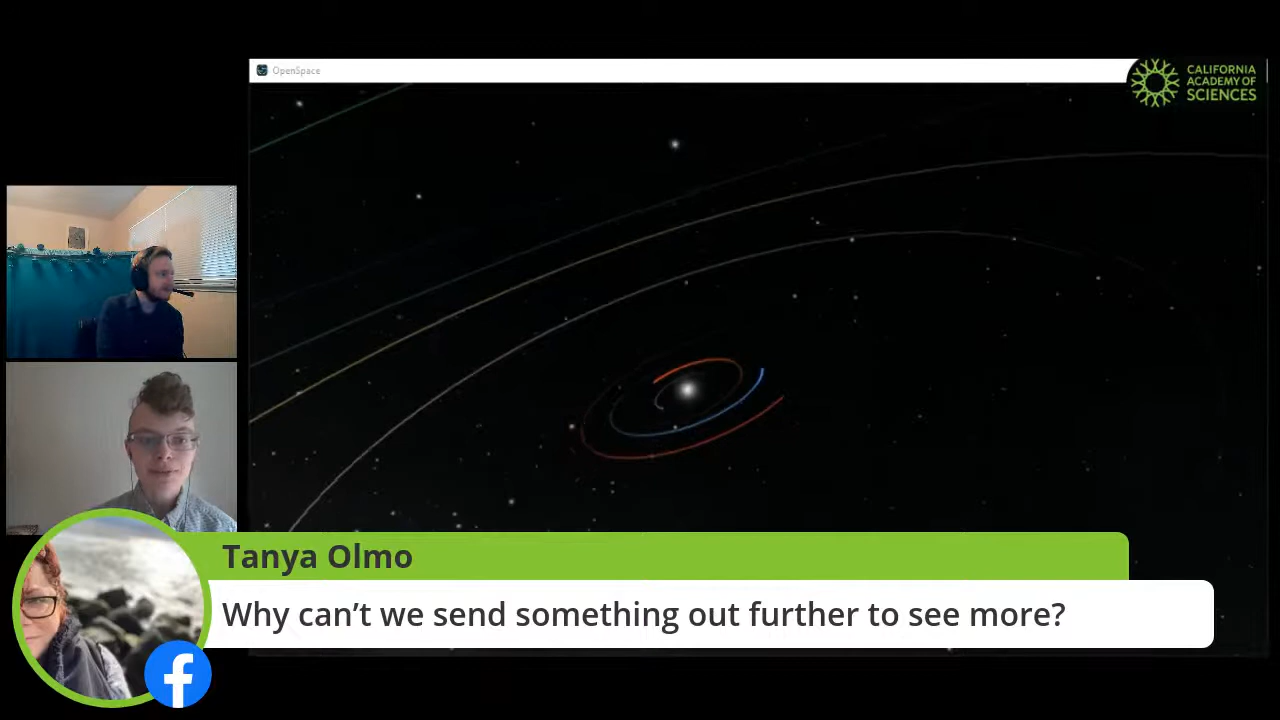 OpenSpace
CALIFORNIA
ACADEMY OF
SCIENCES
Tanya Olmo
Why can’t we send something out further to see more?